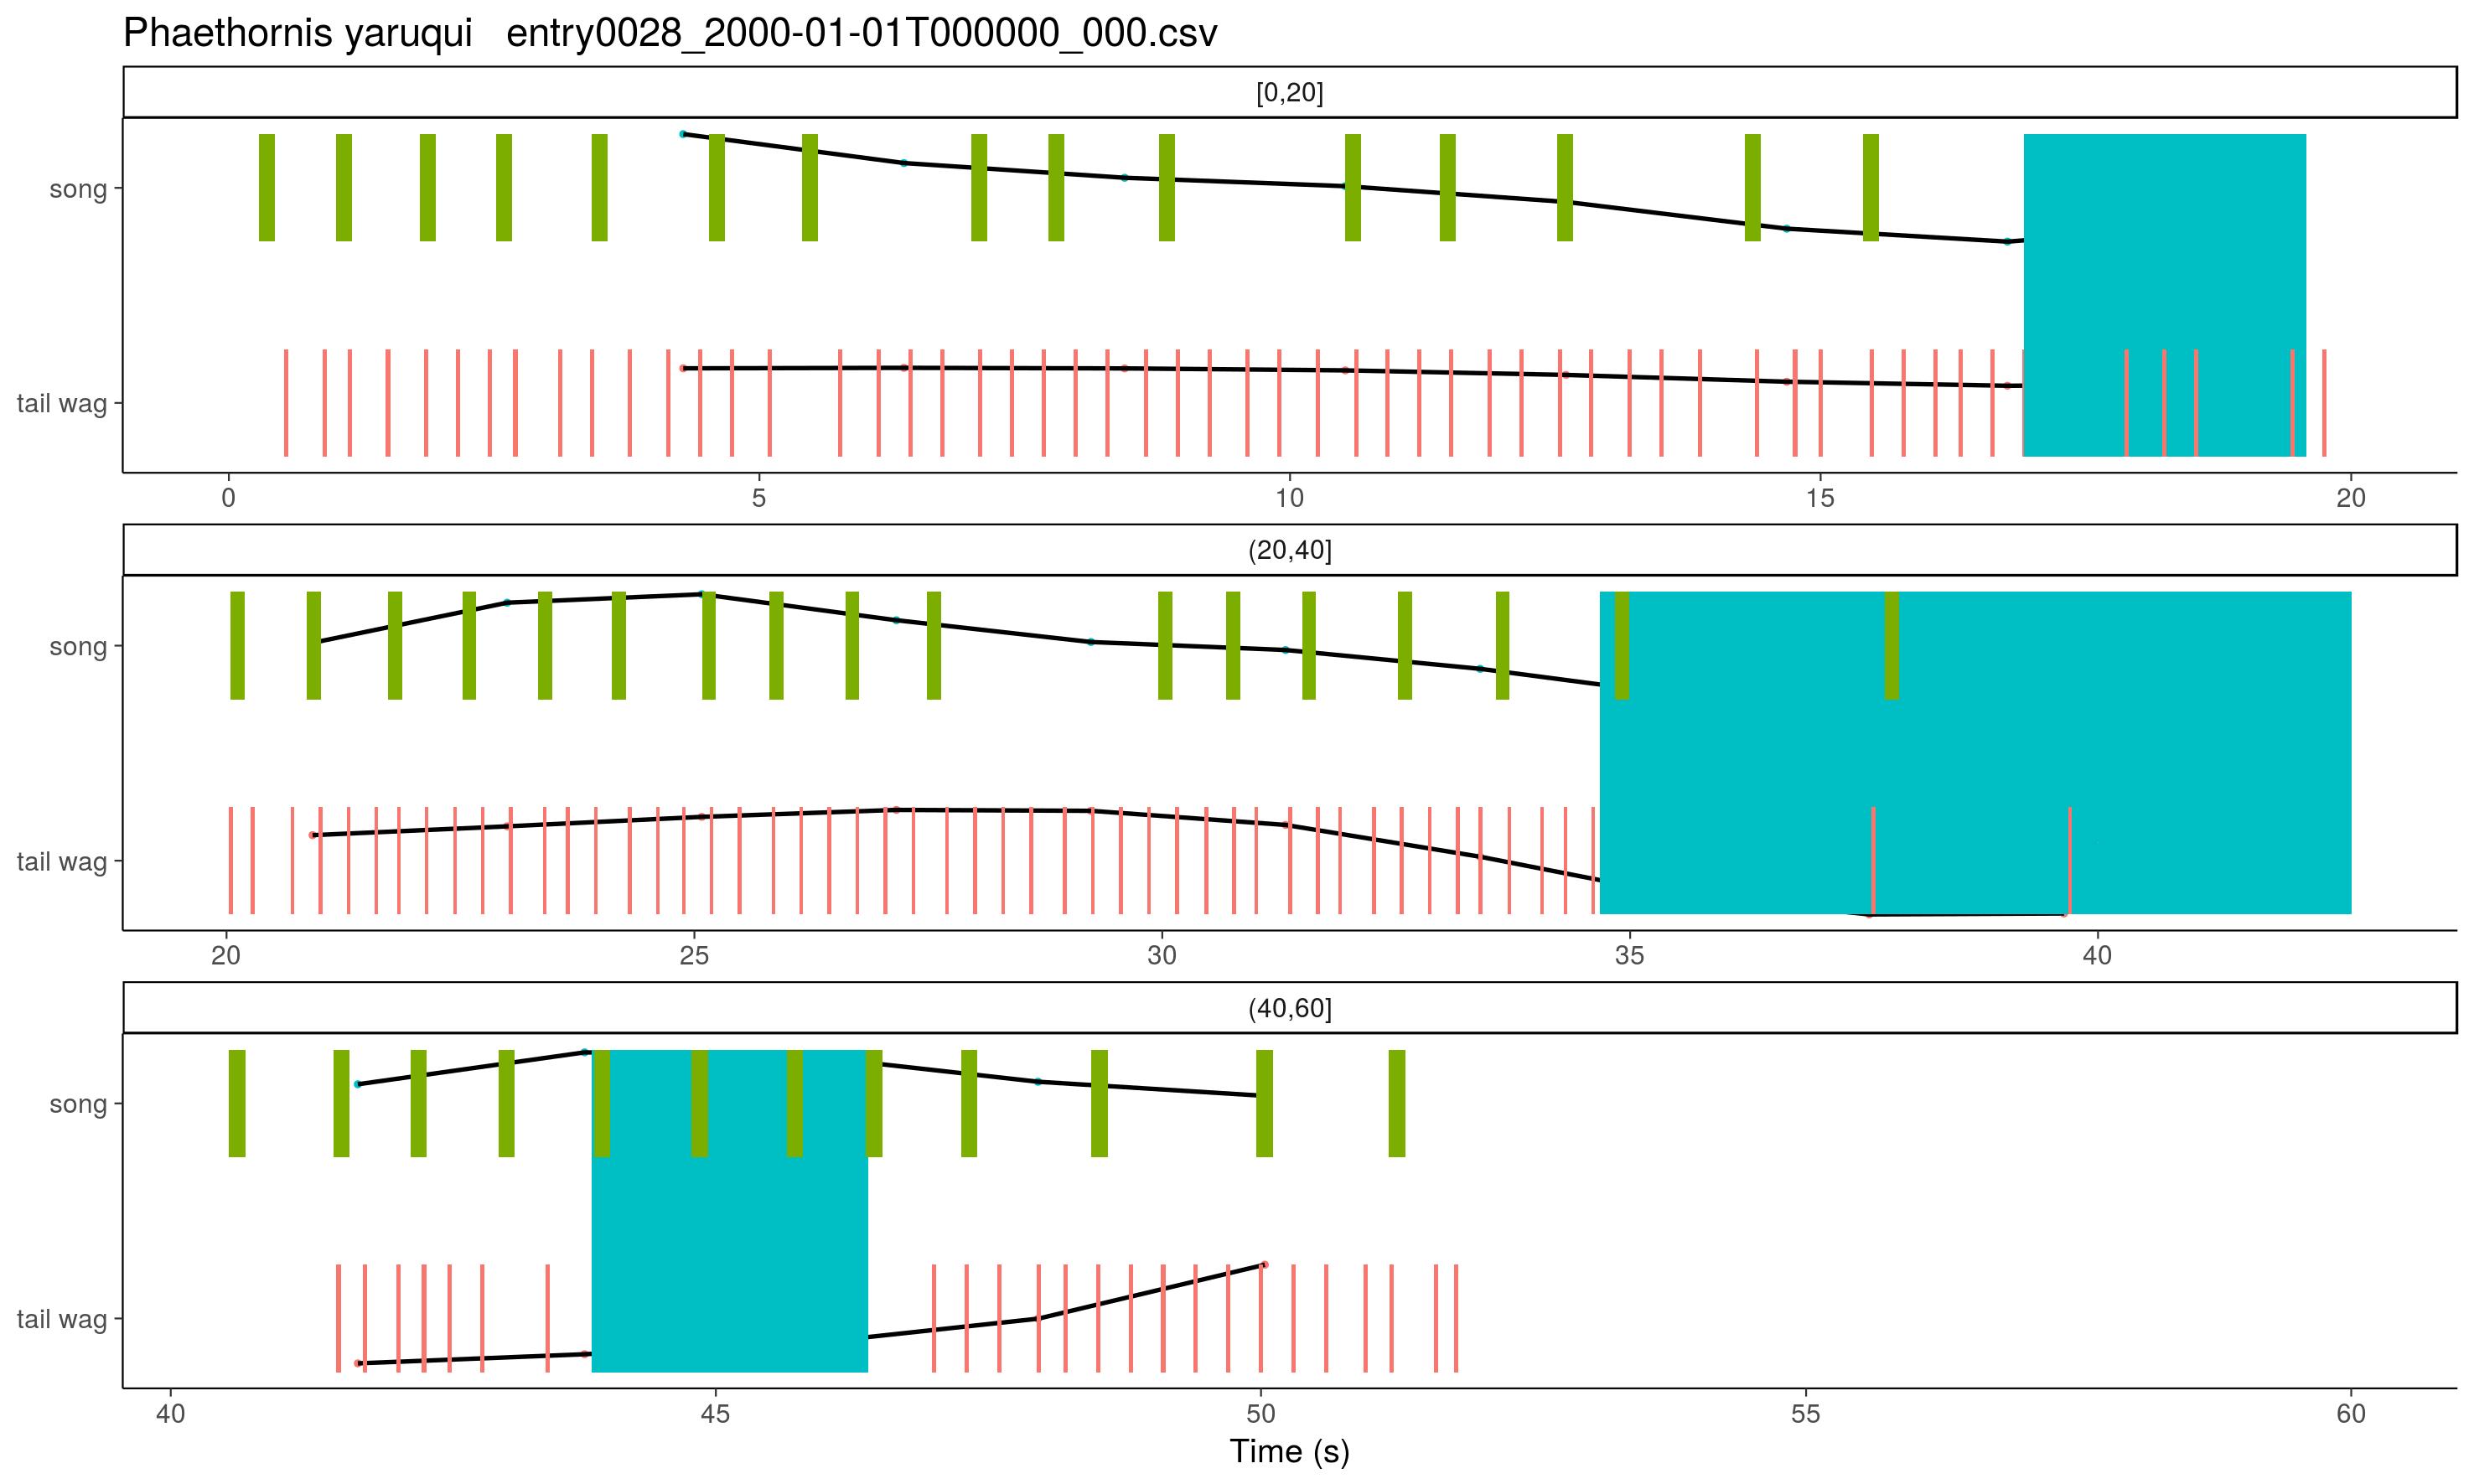 Phaethornis yaruqui   entry0028_2000-01-01T000000_000.csv
[0,20]
song
tail wag
0 5 10 15 20
(20,40]
song
tail wag
20 25 30 35 40
(40,60]
song
tail wag
40 45 50 55 60
Time (s)